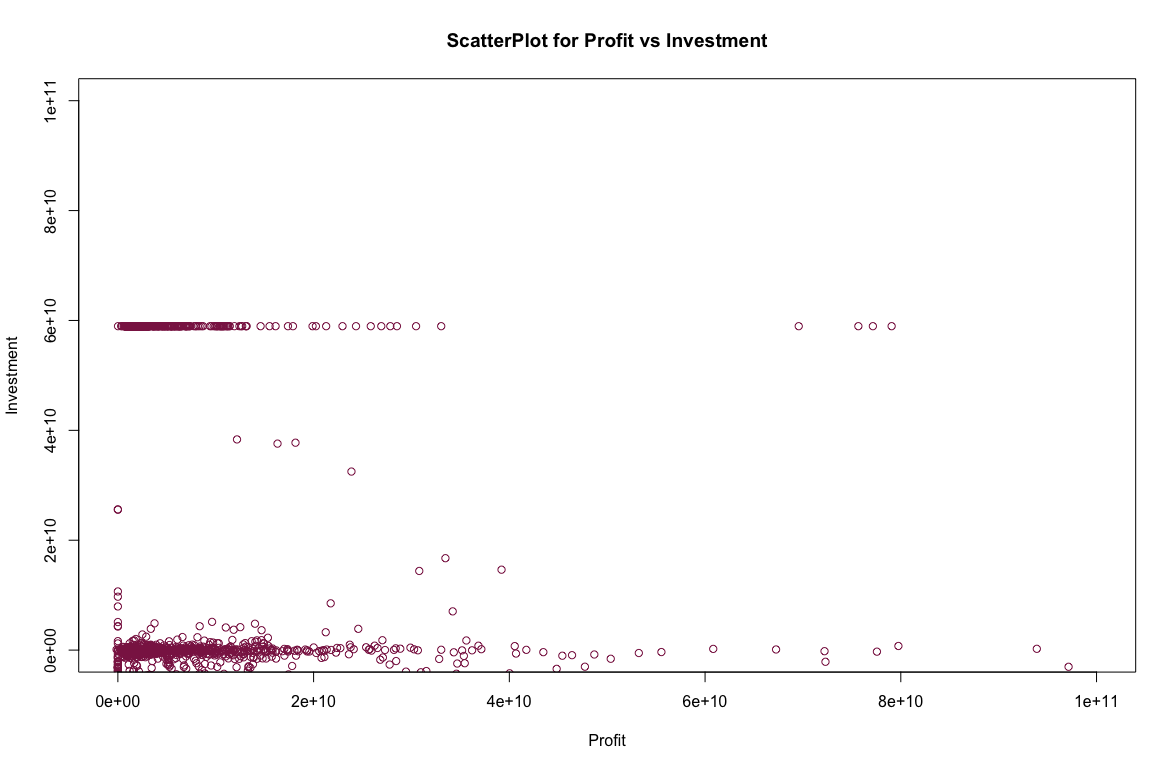 ScatterPlot for Profit vs Investment
1e+11
8e+10
6e+10
4e+10
2e+10
0e+00
Investment
0e+00 2e+10 4e+10 6e+10 8e+10 1e+11
Profit